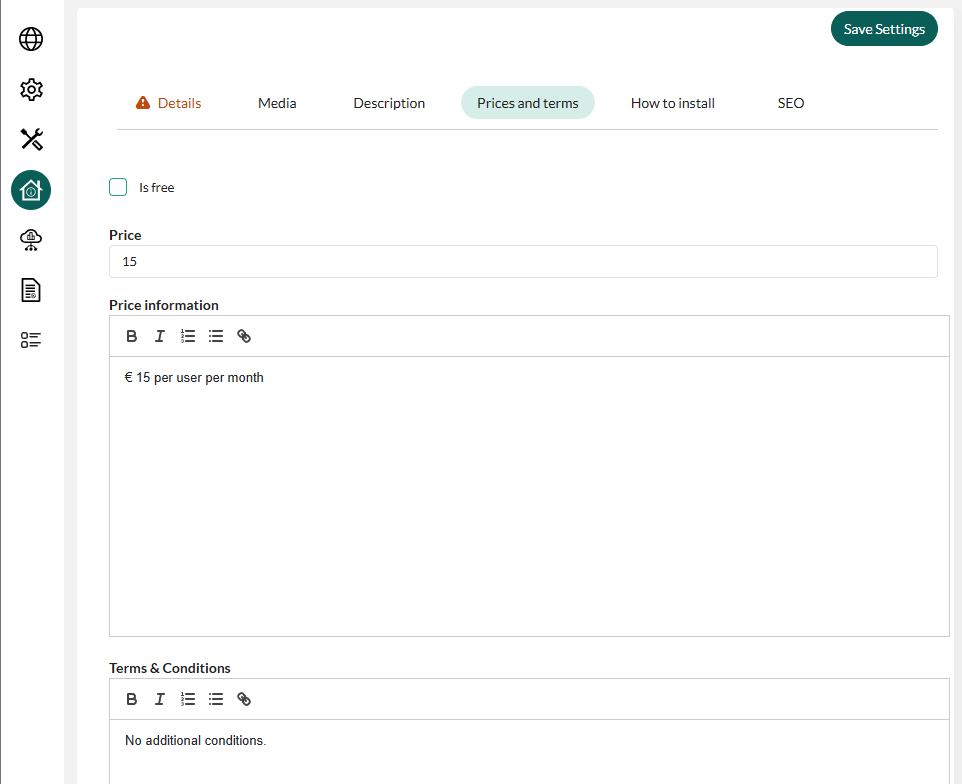 Save Settings
Details Media Description Prices and terms How to install SEO
Is free
Price
15
Price information
B I
€ 15 per user per month
Terms & Conditions
B I
No additional conditions.